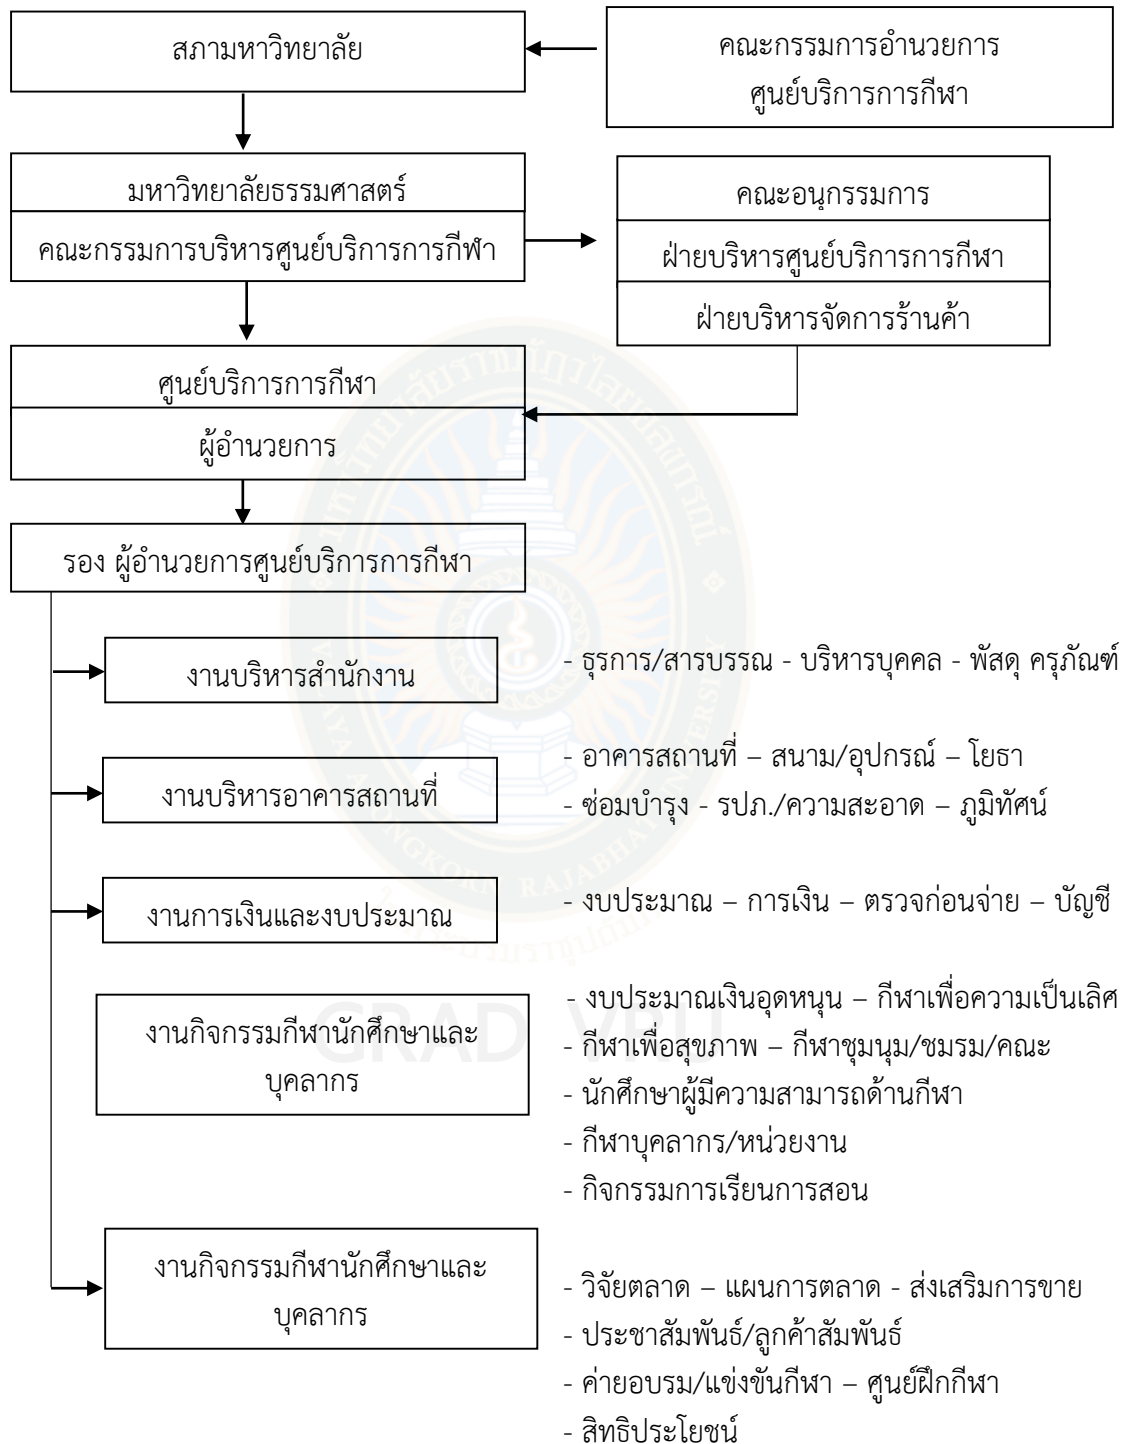 สภามหาวิทยาลัย
คณะกรรมการอำนวยการ
ศูนย์บริการการกีฬา
มหาวิทยาลัยธรรมศาสตร์
คณะกรรมการบริหารศูนย์บริการการกีฬา
คณะอนุกรรมการ
ฝ่ายบริหารศูนย์บริการการกีฬา
ฝ่ายบริหารจัดการร้านค้า
ศูนย์บริการการกีฬา
ผู้อำนวยการ
รอง ผู้อำนวยการศูนย์บริการการกีฬา
งานบริหารสำนักงาน
- ธุรการ/สารบรรณ - บริหารบุคคล - พัสดุ ครุภัณฑ์
งานบริหารอาคารสถานที่
- อาคารสถานที่ – สนาม/อุปกรณ์ – โยธา
- ซ่อมบำรุง - รปภ./ความสะอาด – ภูมิทัศน์
งานการเงินและงบประมาณ
- งบประมาณ – การเงิน – ตรวจก่อนจ่าย – บัญชี
งานกิจกรรมกีฬานักศึกษาและ
บุคลากร
- งบประมาณเงินอุดหนุน – กีฬาเพื่อความเป็นเลิศ
- กีฬาเพื่อสุขภาพ – กีฬาชุมนุม/ชมรม/คณะ
- นักศึกษาผู้มีความสามารถด้านกีฬา
- กีฬาบุคลากร/หน่วยงาน
- กิจกรรมการเรียนการสอน
งานกิจกรรมกีฬานักศึกษาและ
บุคลากร
- วิจัยตลาด – แผนการตลาด - ส่งเสริมการขาย
- ประชาสัมพันธ์/ลูกค้าสัมพันธ์
- ค่ายอบรม/แข่งขันกีฬา – ศูนย์ฝึกกีฬา
- สิทธิประโยชน์
GRAD VRU